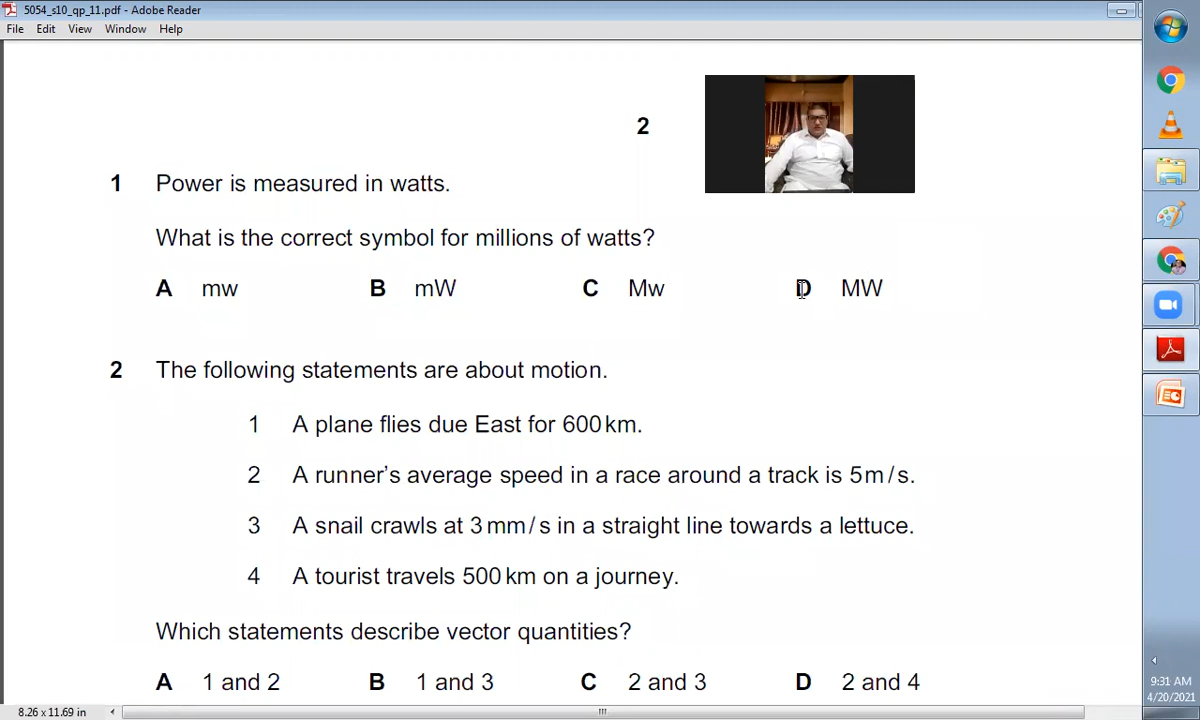 5054_s10_qp_11.pdf - Adobe Reader
File Edit View Window Help
2
1 Power is measured in watts.
What is the correct symbol for millions of watts?
A mw B mW C Mw D MW
2 The following statements are about motion.
1 A plane flies due East for 600 km.
2 A runner’s average speed in a race around a track is 5 m / s.
3 A snail crawls at 3 mm / s in a straight line towards a lettuce.
4 A tourist travels 500 km on a journey.
Which statements describe vector quantities?
A 1 and 2 B 1 and 3 C 2 and 3 D 2 and 4
8.26 x 11.69 in
9:31 AM
4/20/2021